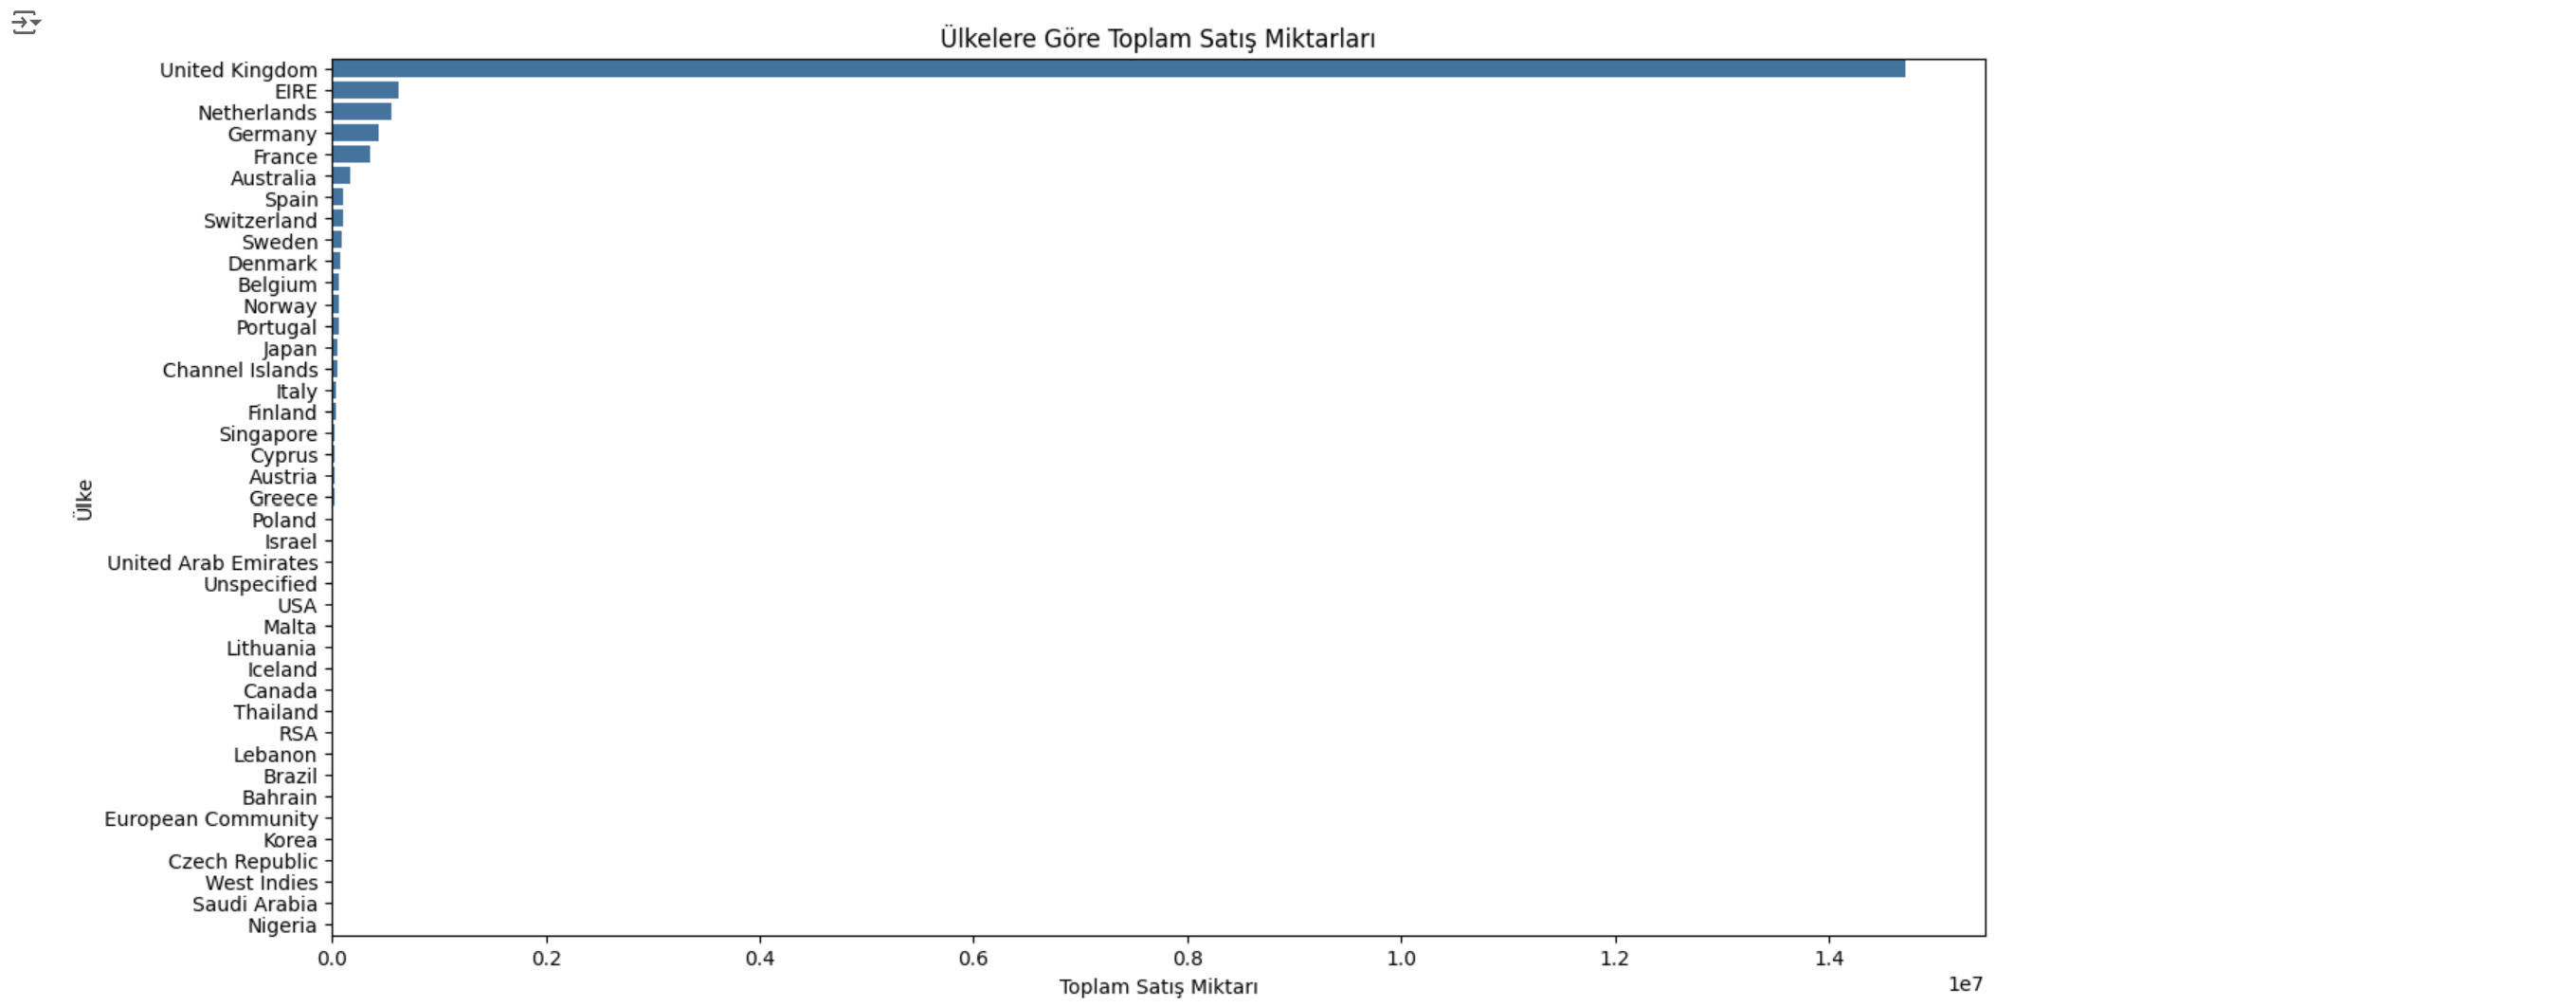 Ülkelere Göre Toplam Satış Miktarları
United Kingdom
EIRE
Netherlands
Germany
France
Australia
Spain
Switzerland
Sweden
Denmark
Belgium
Norway
Portugal
Japan
Channel Islands
Italy
Finland
Singapore
Cyprus
Austria
Greece
Poland
Israel
United Arab Emirates
Unspecified
USA
Malta
Lithuania
Iceland
Canada
Thailand
RSA
Lebanon
Brazil
Bahrain
European Community
Korea
Czech Republic
West Indies
Saudi Arabia
Nigeria
Ülke
0.0 0.2 0.4 0.6 0.8 1.0 1.2 1.4
1e7
Toplam Satış Miktarı